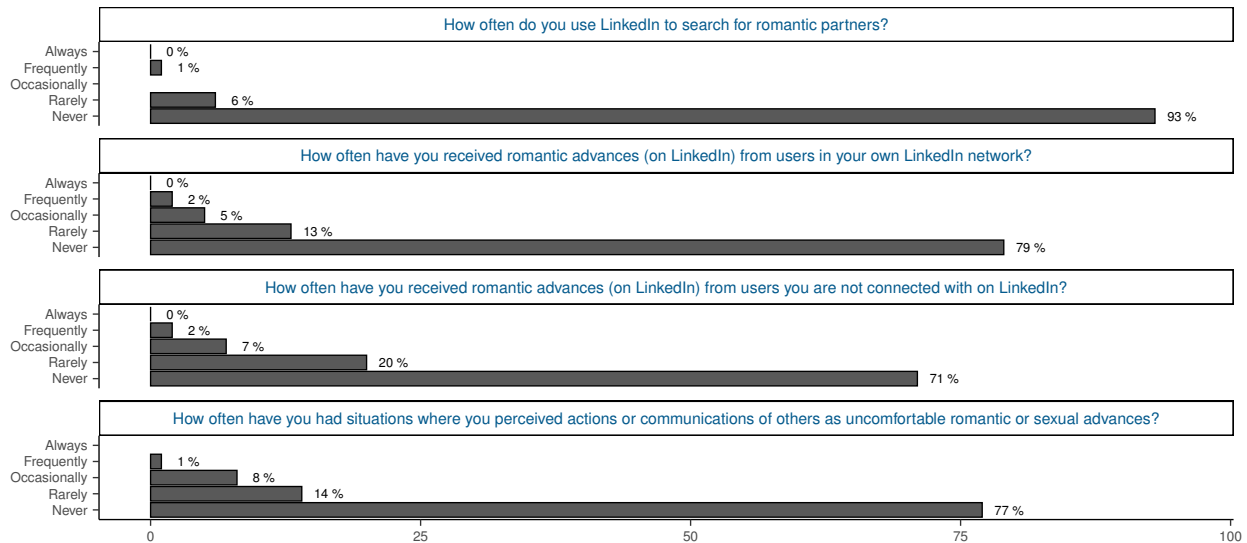 How often do you use LinkedIn to search for romantic partners?
Always 0 %
Frequently 1 %
Occasionally
Rarely 6 %
Never 93 %
How often have you received romantic advances (on LinkedIn) from users in your own LinkedIn network?
Always 0 %
Frequently 2 %
Occasionally 5 %
Rarely 13 %
Never 79 %
How often have you received romantic advances (on LinkedIn) from users you are not connected with on LinkedIn?
Always 0 %
Frequently 2 %
Occasionally 7 %
Rarely 20 %
Never 71 %
How often have you had situations where you perceived actions or communications of others as uncomfortable romantic or sexual advances?
Always
Frequently 1 %
Occasionally 8 %
Rarely 14 %
Never 77 %
0 25 50 75 100